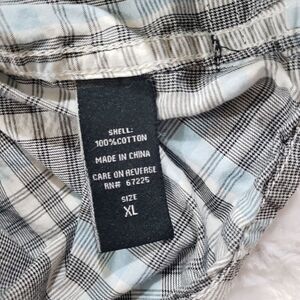 SHELL:
100%COTTON
MADE IN CHINA
CARE ON REVERSE
RN# 67225
SIZE
XL